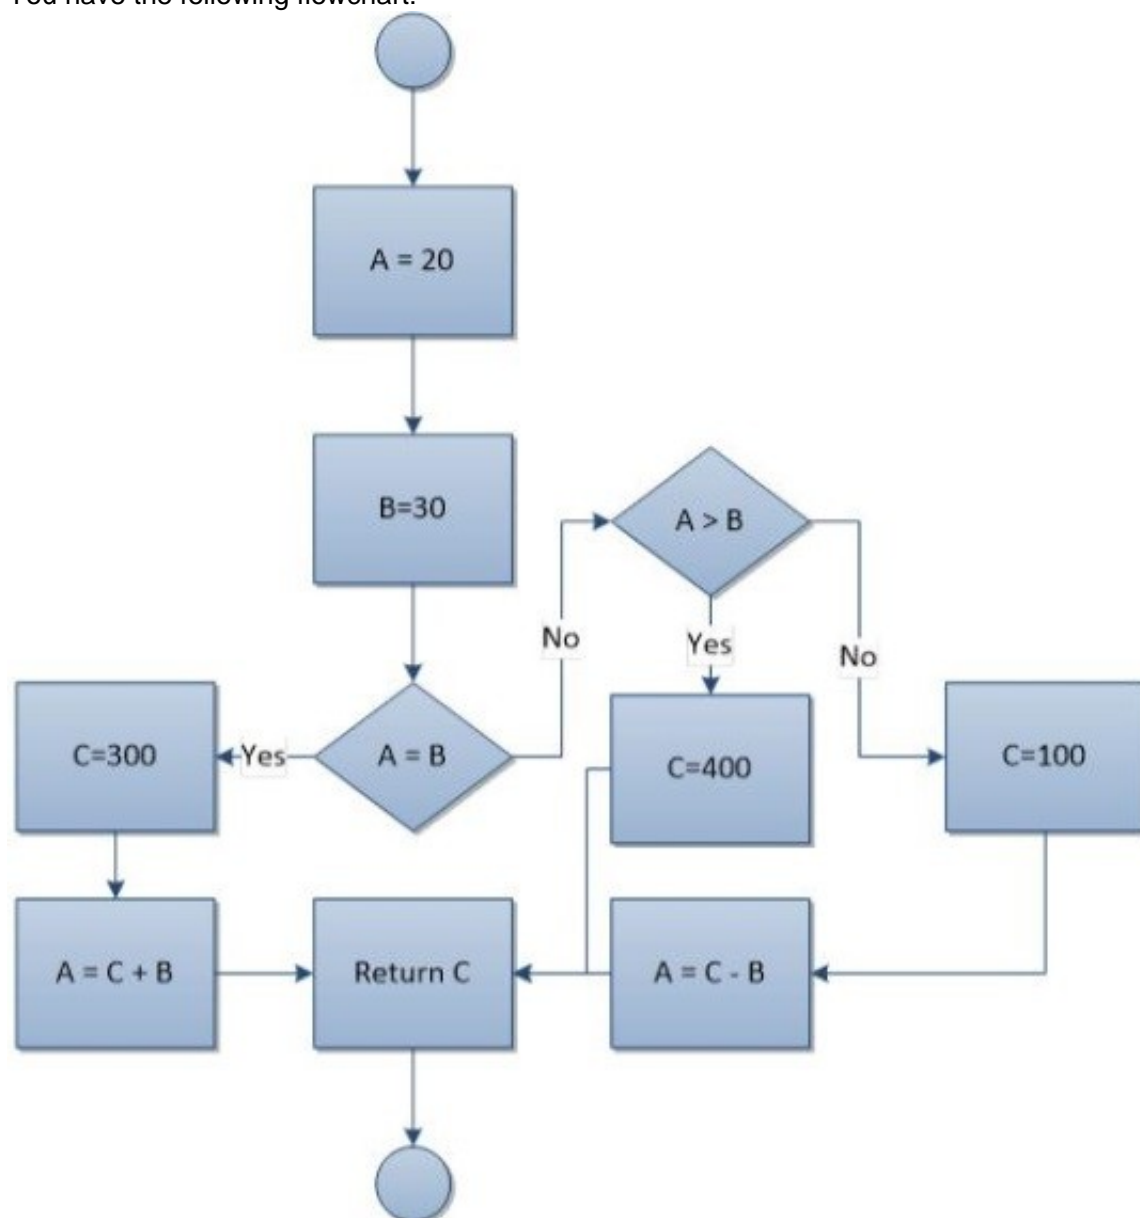 You have the following flowchart:
A = 20
B=30
A > B
No
Yes
No
C=300
Yes
A = B
C=400
C=100
A = C + B
Return C
A = C - B